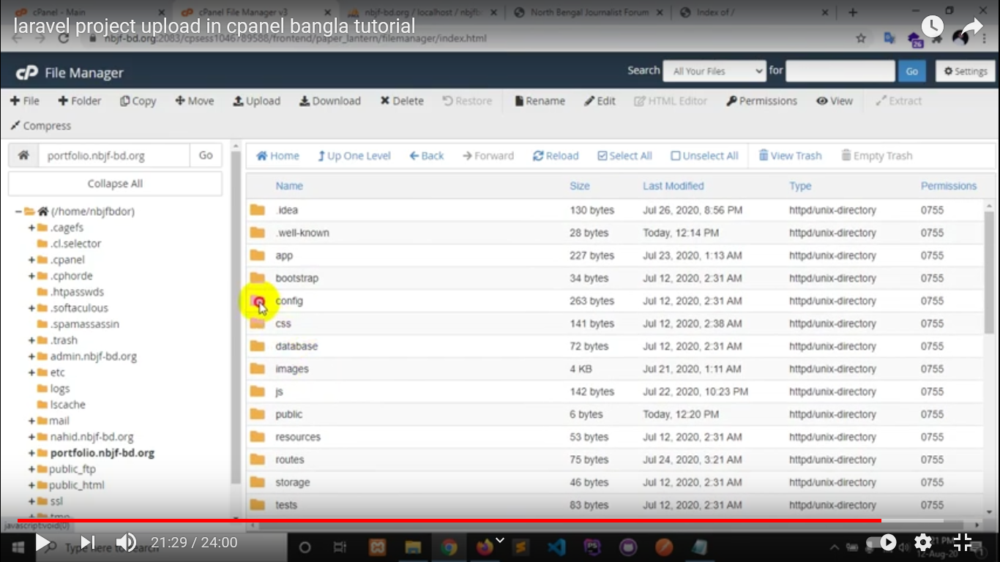 cPanel - Main
cPanel File Manager v3
nbjf-bd.org / localhost / nbjfb
North Bengal Journalist Forum
Index of /
laravel project upload in cpanel bangla tutorial
nbjf-bd.org:2083/cpsess1046789588/frontend/paper_lantern/filemanager/index.html
26
cP File Manager
Search All Your Files for Go Settings
File Folder Copy Move Upload Download Delete Restore Rename Edit HTML Editor Permissions View Extract
Compress
portfolio.nbjf-bd.org Go
Home Up One Level Back Forward Reload Select All Unselect All View Trash Empty Trash
Collapse All
(/home/nbjfbdor)
.cagefs
.cl.selector
.cpanel
.cphorde
.htpasswds
.softaculous
.spamassassin
.trash
admin.nbjf-bd.org
etc
logs
lscache
mail
nahid.nbjf-bd.org
portfolio.nbjf-bd.org
public_ftp
public_html
ssl
tmp
Name Size Last Modified Type Permissions
.idea 130 bytes Jul 26, 2020, 8:56 PM httpd/unix-directory 0755
.well-known 28 bytes Today, 12:14 PM httpd/unix-directory 0755
app 227 bytes Jul 23, 2020, 1:13 AM httpd/unix-directory 0755
bootstrap 34 bytes Jul 12, 2020, 2:31 AM httpd/unix-directory 0755
config 263 bytes Jul 12, 2020, 2:31 AM httpd/unix-directory 0755
css 141 bytes Jul 12, 2020, 2:38 AM httpd/unix-directory 0755
database 72 bytes Jul 12, 2020, 2:31 AM httpd/unix-directory 0755
images 4 KB Jul 21, 2020, 1:11 AM httpd/unix-directory 0755
js 142 bytes Jul 22, 2020, 10:23 PM httpd/unix-directory 0755
public 6 bytes Today, 12:20 PM httpd/unix-directory 0755
resources 53 bytes Jul 12, 2020, 2:31 AM httpd/unix-directory 0755
routes 75 bytes Jul 24, 2020, 3:21 AM httpd/unix-directory 0755
storage 46 bytes Jul 12, 2020, 2:31 AM httpd/unix-directory 0755
tests 83 bytes Jul 12, 2020, 2:31 AM httpd/unix-directory 0755
javascript:void(0)
Type here to search
21:29 / 24:00
PS
21 PM
12-Aug-20